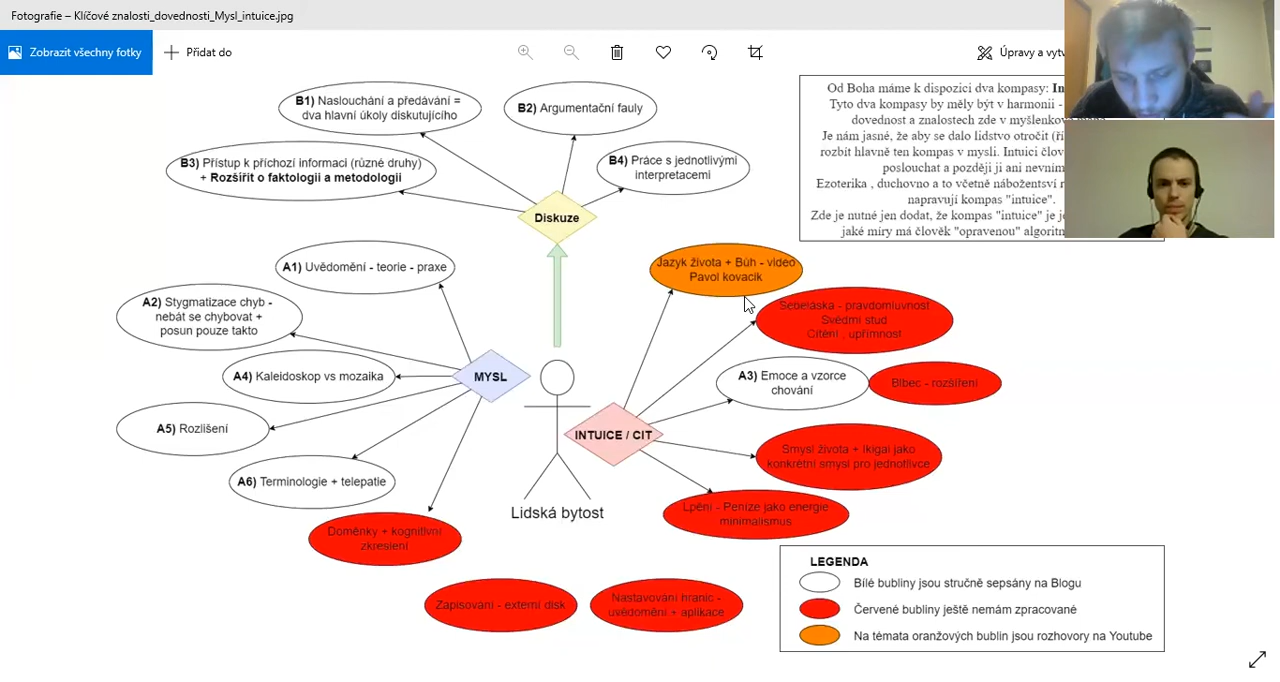 Fotografie – Klíčové znalosti_dovednosti_Mysl_intuice.jpg
Zobrazit všechny fotky
Přidat do
Úpravy a
B1) Naslouchání a předávání =
dva hlavní úkoly diskutujícího
B2) Argumentační fauly
B3) Přístup k příchozí informaci (různé druhy)
+ Rozšířit o faktologii a metodologii
B4) Práce s jednotlivými
interpretacemi
Diskuze
Od Boha máme k dispozici dva kompasy:
Tyto dva kompasy by měly být v harmonii -
dovednost a znalostech zde v
Je nám jasné, že aby se dalo lidstvo otročit
rozbít hlavně ten kompas v mysli. Intuici
poslouchat a později ji ani
Ezoterika , duchovno a to včetně náboženství
napravují kompas "intuice".
Zde je nutné jen dodat, že kompas "intuice" je
jaké míry má člověk "opravenou"
A1) Uvědomění - teorie - praxe
A2) Stygmatizace chyb -
nebát se chybovat +
posun pouze takto
A4) Kaleidoskop vs mozaika
A5) Rozlišení
A6) Terminologie + telepatie
Doměnky + kognitivní
zkreslení
MYSL
Jazyk života + Bůh - video
Pavol kovacik
Sebeláska - pravdomluvnost
Svědmí stud
Cítění , upřímnost
A3) Emoce a vzorce
chování
Blbec - rozšíření
INTUICE / CIT
Smysl života + Ikigai jako
konkrétní smysl pro jednotlivce
Lpění - Peníze jako energie
minimalismus
Lidská bytost
Zapisování - externí disk
Nastavování hranic -
uvědomění + aplikace
LEGENDA
Bílé bubliny jsou stručně sepsány na Blogu
Červené bubliny ještě nemám zpracované
Na témata oranžových bublin jsou rozhovory na Youtube